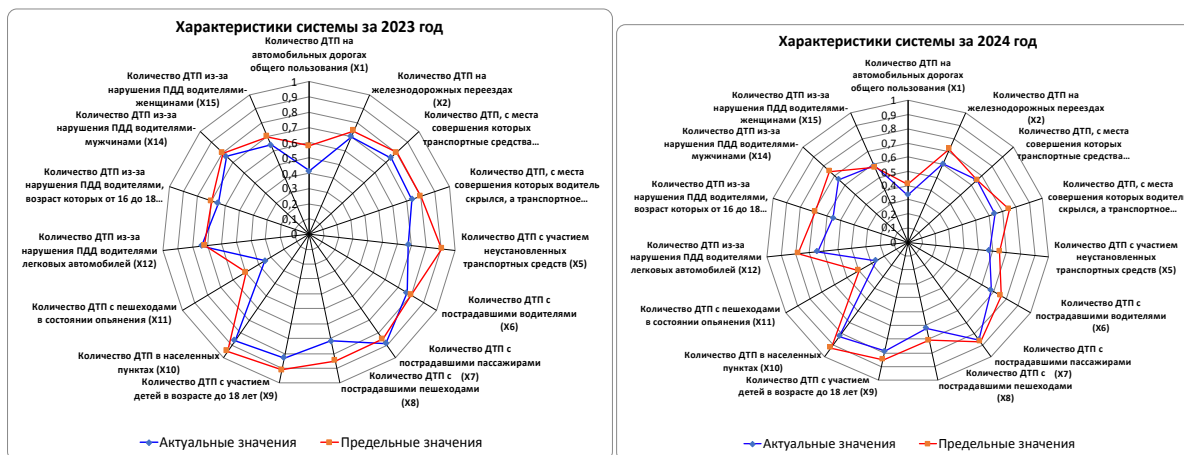 Характеристики системы за 2023 год
Количество ДТП на
автомобильных дорогах
общего пользования (X1)
Количество ДТП на
железнодорожных переездах
(X2)
Количество ДТП, с места
совершения которых
транспортные средства…
Количество ДТП, с места
совершения которых водитель
скрылся, а транспортное…
Количество ДТП с участием
неустановленных
транспортных средств (X5)
Количество ДТП с
пострадавшими водителями
(X6)
Количество ДТП с
пострадавшими пассажирами
(X7)
Количество ДТП с
пострадавшими пешеходами
(X8)
Количество ДТП с участием
детей в возрасте до 18 лет (X9)
Количество ДТП в населенных
пунктах (X10)
Количество ДТП с пешеходами
в состоянии опьянения (X11)
Количество ДТП из-за
нарушения ПДД водителями
легковых автомобилей (X12)
Количество ДТП из-за
нарушения ПДД водителями,
возраст которых от 16 до 18…
Количество ДТП из-за
нарушения ПДД водителями-
мужчинами (X14)
Количество ДТП из-за
нарушения ПДД водителями-
женщинами (X15)
1
0,9
0,8
0,7
0,6
0,5
0,4
0,3
0,2
0,1
0
Актуальные значения
Предельные значения
Характеристики системы за 2024 год
Количество ДТП на
автомобильных дорогах
общего пользования (X1)
Количество ДТП на
железнодорожных переездах
(X2)
Количество ДТП, с места
совершения которых
транспортные средства…
Количество ДТП, с места
совершения которых водитель
скрылся, а транспортное…
Количество ДТП с участием
неустановленных
транспортных средств (X5)
Количество ДТП с
пострадавшими водителями
(X6)
Количество ДТП с
пострадавшими пассажирами
(X7)
Количество ДТП с
пострадавшими пешеходами
(X8)
Количество ДТП с участием
детей в возрасте до 18 лет (X9)
Количество ДТП в населенных
пунктах (X10)
Количество ДТП с пешеходами
в состоянии опьянения (X11)
Количество ДТП из-за
нарушения ПДД водителями
легковых автомобилей (X12)
Количество ДТП из-за
нарушения ПДД водителями,
возраст которых от 16 до 18…
Количество ДТП из-за
нарушения ПДД водителями-
мужчинами (X14)
Количество ДТП из-за
нарушения ПДД водителями-
женщинами (X15)
1
0,9
0,8
0,7
0,6
0,5
0,4
0,3
0,2
0,1
0
Актуальные значения
Предельные значения